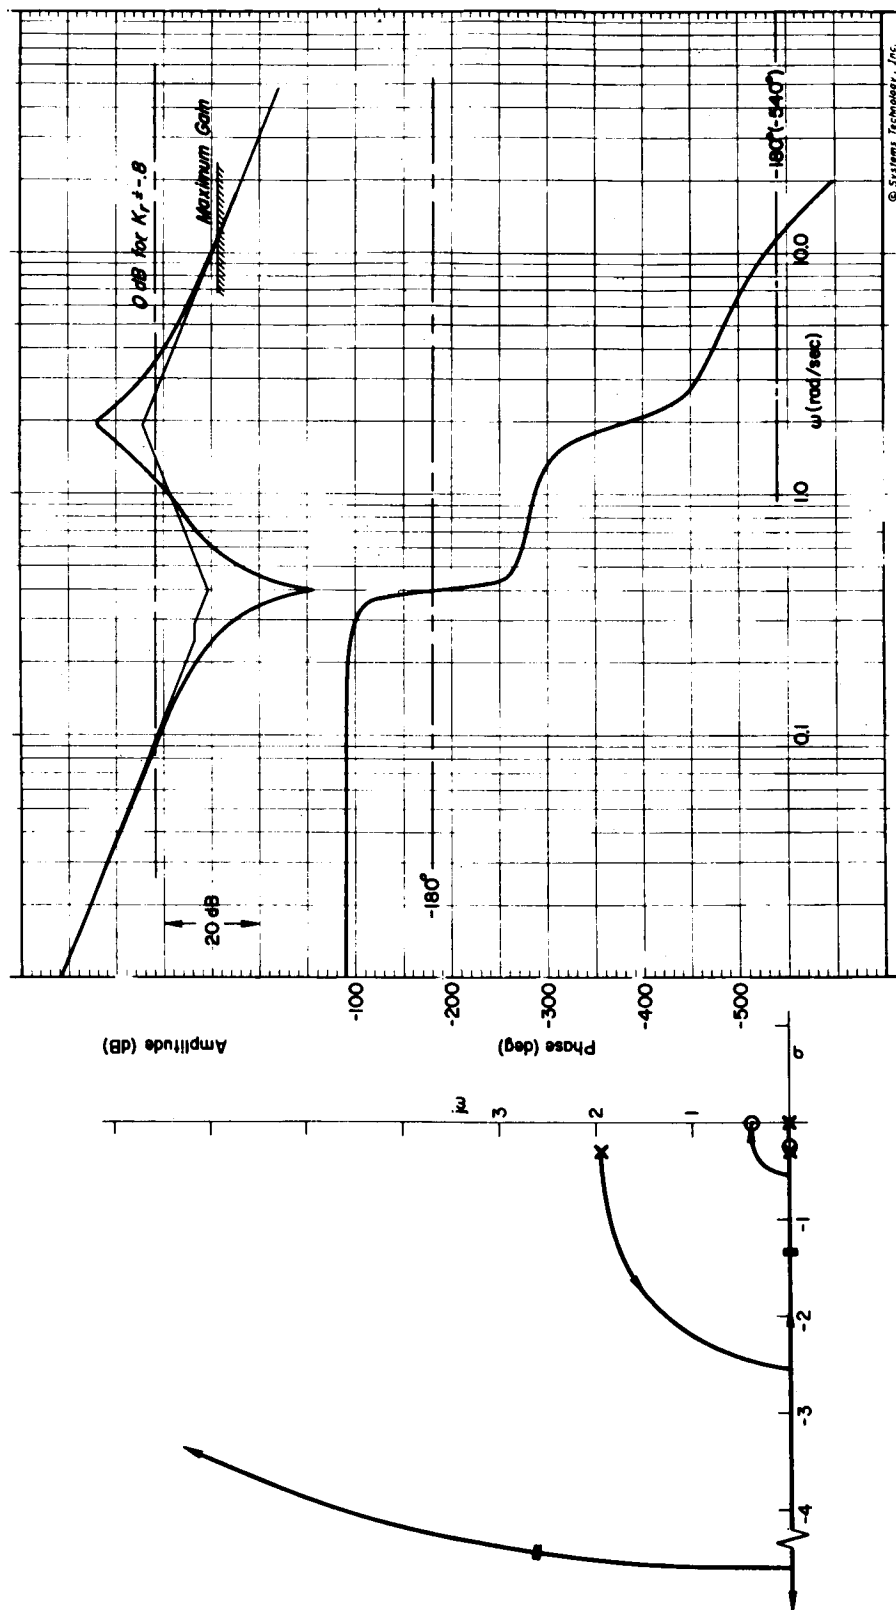 0 dB for Kr = -.8
Maximum Gain
20 dB
Amplitude (dB)
-180°
-180° (-540°)
-100
-200
-300
-400
-500
Phase (deg)
0.1
1.0
10.0
ω (rad/sec)
© Systems Technology, Inc.
jω
3
2
1
σ
-1
-2
-3
-4